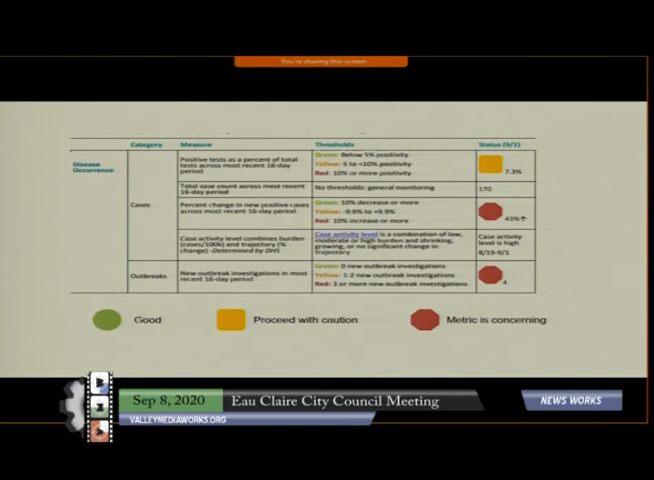 You're sharing this screen
Category Measure Thresholds Status (9/1)
Disease Occurrence
Cases
Positive tests as a percent of total tests across most recent 16-day period
Green: Below 5% positivity
Yellow: 5 to <10% positivity
Red: 10% or more positivity
7.3%
Total case count across most recent 16-day period
No thresholds: general monitoring
170
Percent change in new positive cases across most recent 16-day period
Green: 10% decrease or more
Yellow: -9.9% to +9.9%
Red: 10% increase or more
43%↑
Case activity level combines burden (cases/100K) and trajectory (% change) -Determined by DHS
Case activity level is a combination of low, moderate or high burden and shrinking, growing, or no significant change in trajectory
Case activity level is high 8/19-9/1
Outbreaks
New outbreak investigations in most recent 16-day period
Green: 0 new outbreak investigations
Yellow: 1-2 new outbreak investigations
Red: 3 or more new outbreak investigations
4
Good Proceed with caution Metric is concerning
Sep 8, 2020 Eau Claire City Council Meeting NEWS WORKS
VALLEYMEDIAWORKS.ORG